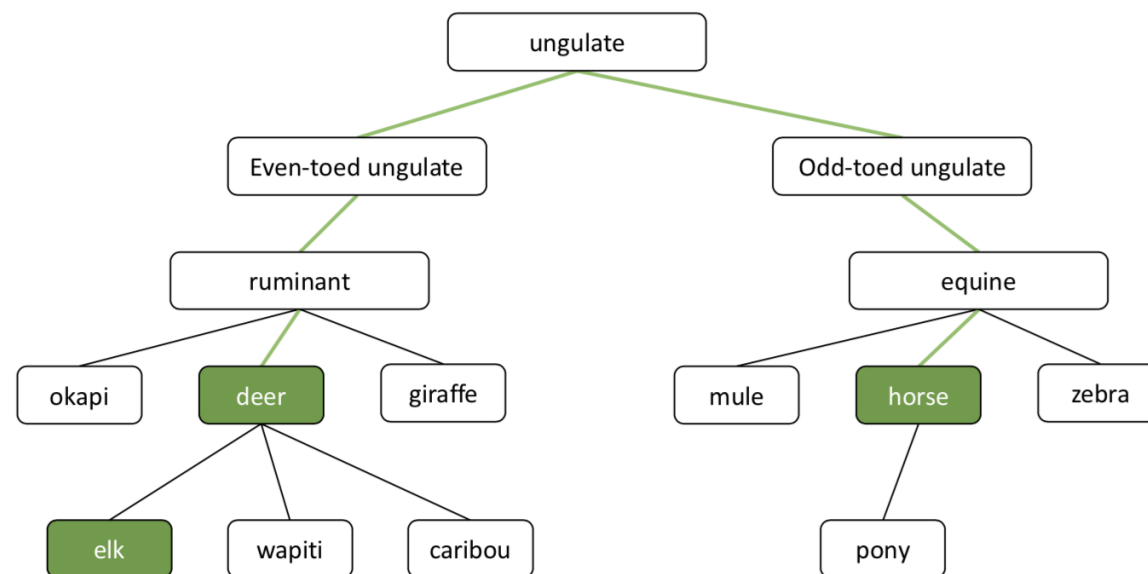 ungulate
Even-toed ungulate
Odd-toed ungulate
ruminant
equine
okapi
deer
giraffe
mule
horse
zebra
elk
wapiti
caribou
pony